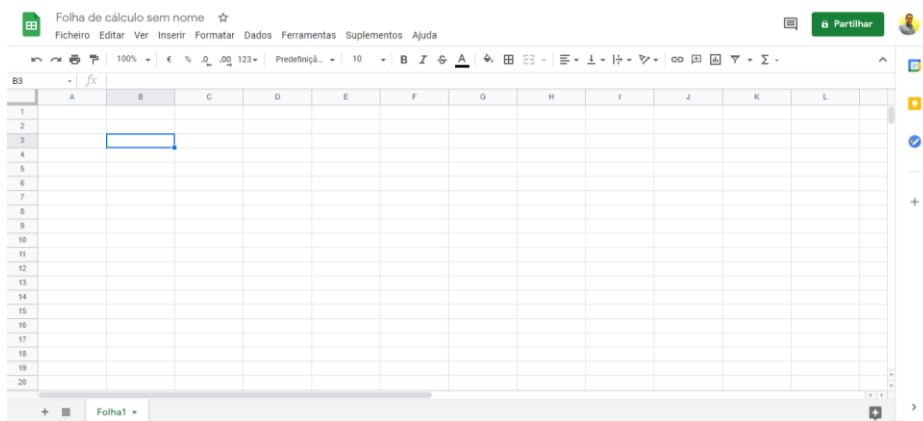 Folha de cálculo sem nome
Ficheiro Editar Ver Inserir Formatar Dados Ferramentas Suplementos Ajuda
Partilhar
100% € % .0 .00 123 Predefiniçã... 10 B I S A
B3 fx
A B C D E F G H I J K L
1
2
3
4
5
6
7
8
9
10
11
12
13
14
15
16
17
18
19
20
Folha1